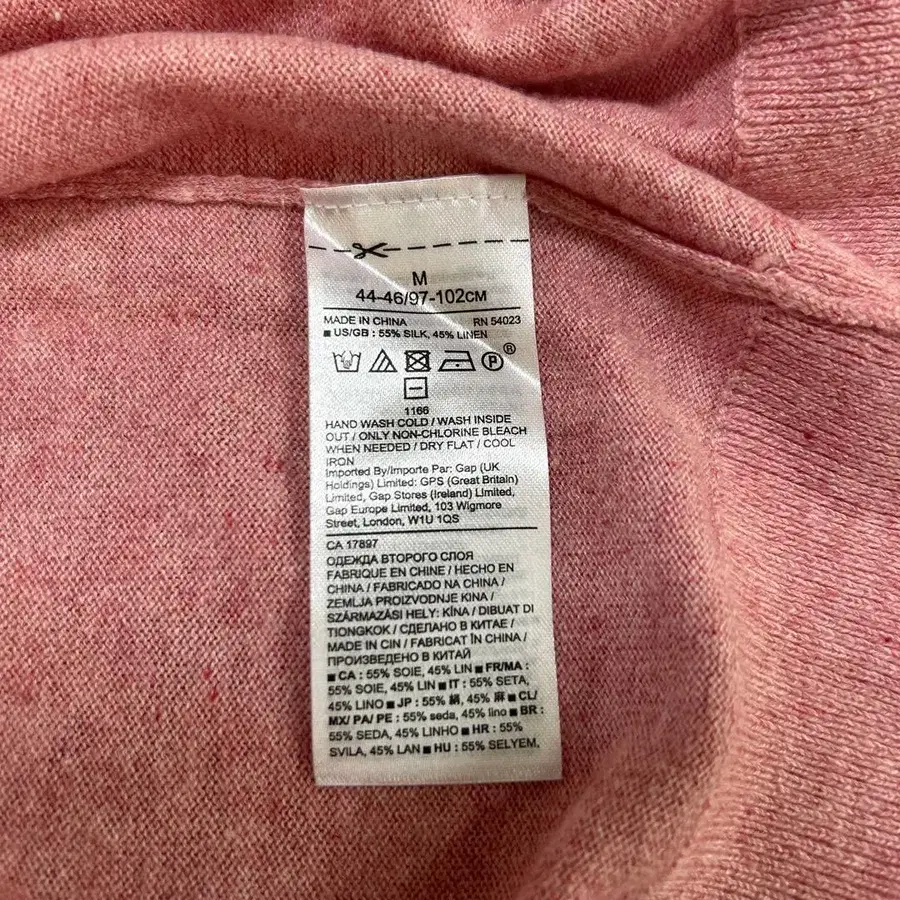 M
44-46/97-102CM
MADE IN CHINA RN 54023
■ US/GB : 55% SILK, 45% LINEN
P ®
1166
HAND WASH COLD / WASH INSIDE
OUT / ONLY NON-CHLORINE BLEACH
WHEN NEEDED / DRY FLAT / COOL
IRON
Imported By/Importe Par: Gap (UK
Holdings) Limited: GPS (Great Britain)
Limited, Gap Stores (Ireland) Limited,
Gap Europe Limited, 103 Wigmore
Street, London, W1U 1QS
CA 17897
ОДЕЖДА ВТОРОГО СЛОЯ
FABRIQUE EN CHINE / HECHO EN
CHINA / FABRICADO NA CHINA /
ZEMLJA PROIZVODNJE KINA /
SZÁRMAZÁSI HELY: KÍNA / DIBUAT DI
TIONGKOK / СДЕЛАНО В КИТАЕ /
MADE IN CIN / FABRICAT ÎN CHINA /
ПРОИЗВЕДЕНО В КИТАЙ
■ CA : 55% SOIE, 45% LIN ■ FR/MA :
55% SOIE, 45% LIN ■ IT : 55% SETA,
45% LINO ■ JP : 55% 絹, 45% 麻 ■ CL/
MX/ PA/ PE : 55% seda, 45% lino ■ BR :
55% SEDA, 45% LINHO ■ HR : 55%
SVILA, 45% LAN ■ HU : 55% SELYEM,